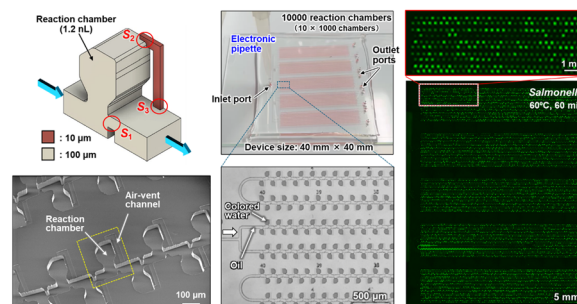 Reaction chamber
(1.2 nL)
S2
S3
S1
: 10 μm
: 100 μm
Air-vent
channel
Reaction
chamber
100 μm
10000 reaction chambers
(10 × 1000 chambers)
Electronic
pipette
Outlet
ports
Inlet port
Device size: 40 mm × 40 mm
Colored
water
Oil
500 μm
1 m
Salmonell
60ºC, 60 mi
5 mm